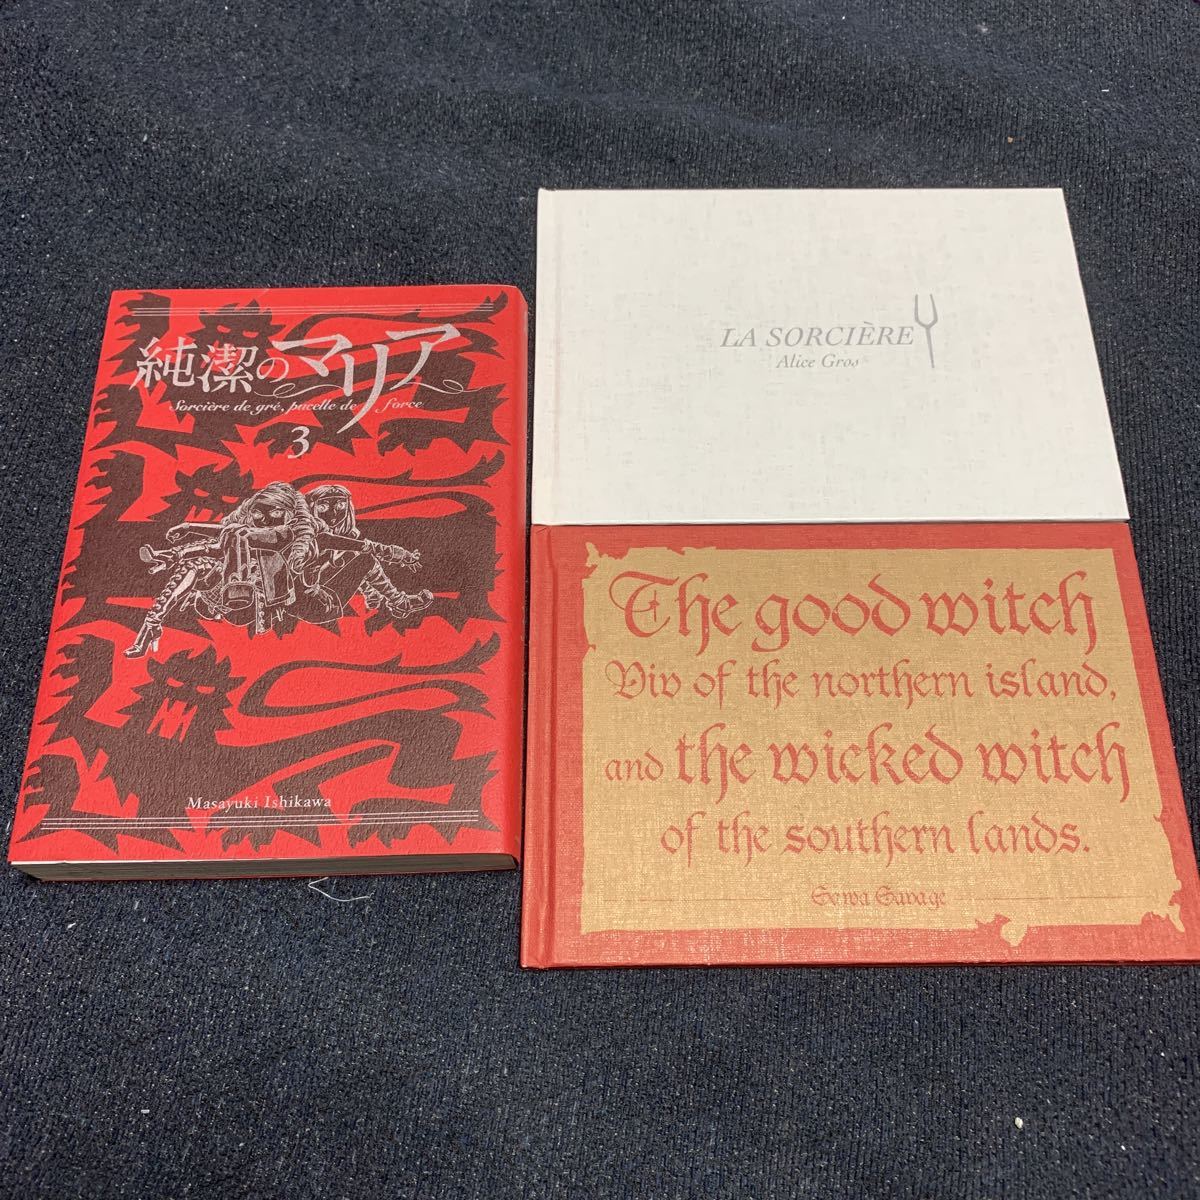 純潔のマリア
Sorcière de gré, pucelle de force
3
Masayuki Ishikawa
LA SORCIÈRE
Alice Gros
The good witch
Viv of the northern island,
and the wicked witch
of the southern lands.
Sewa Savage